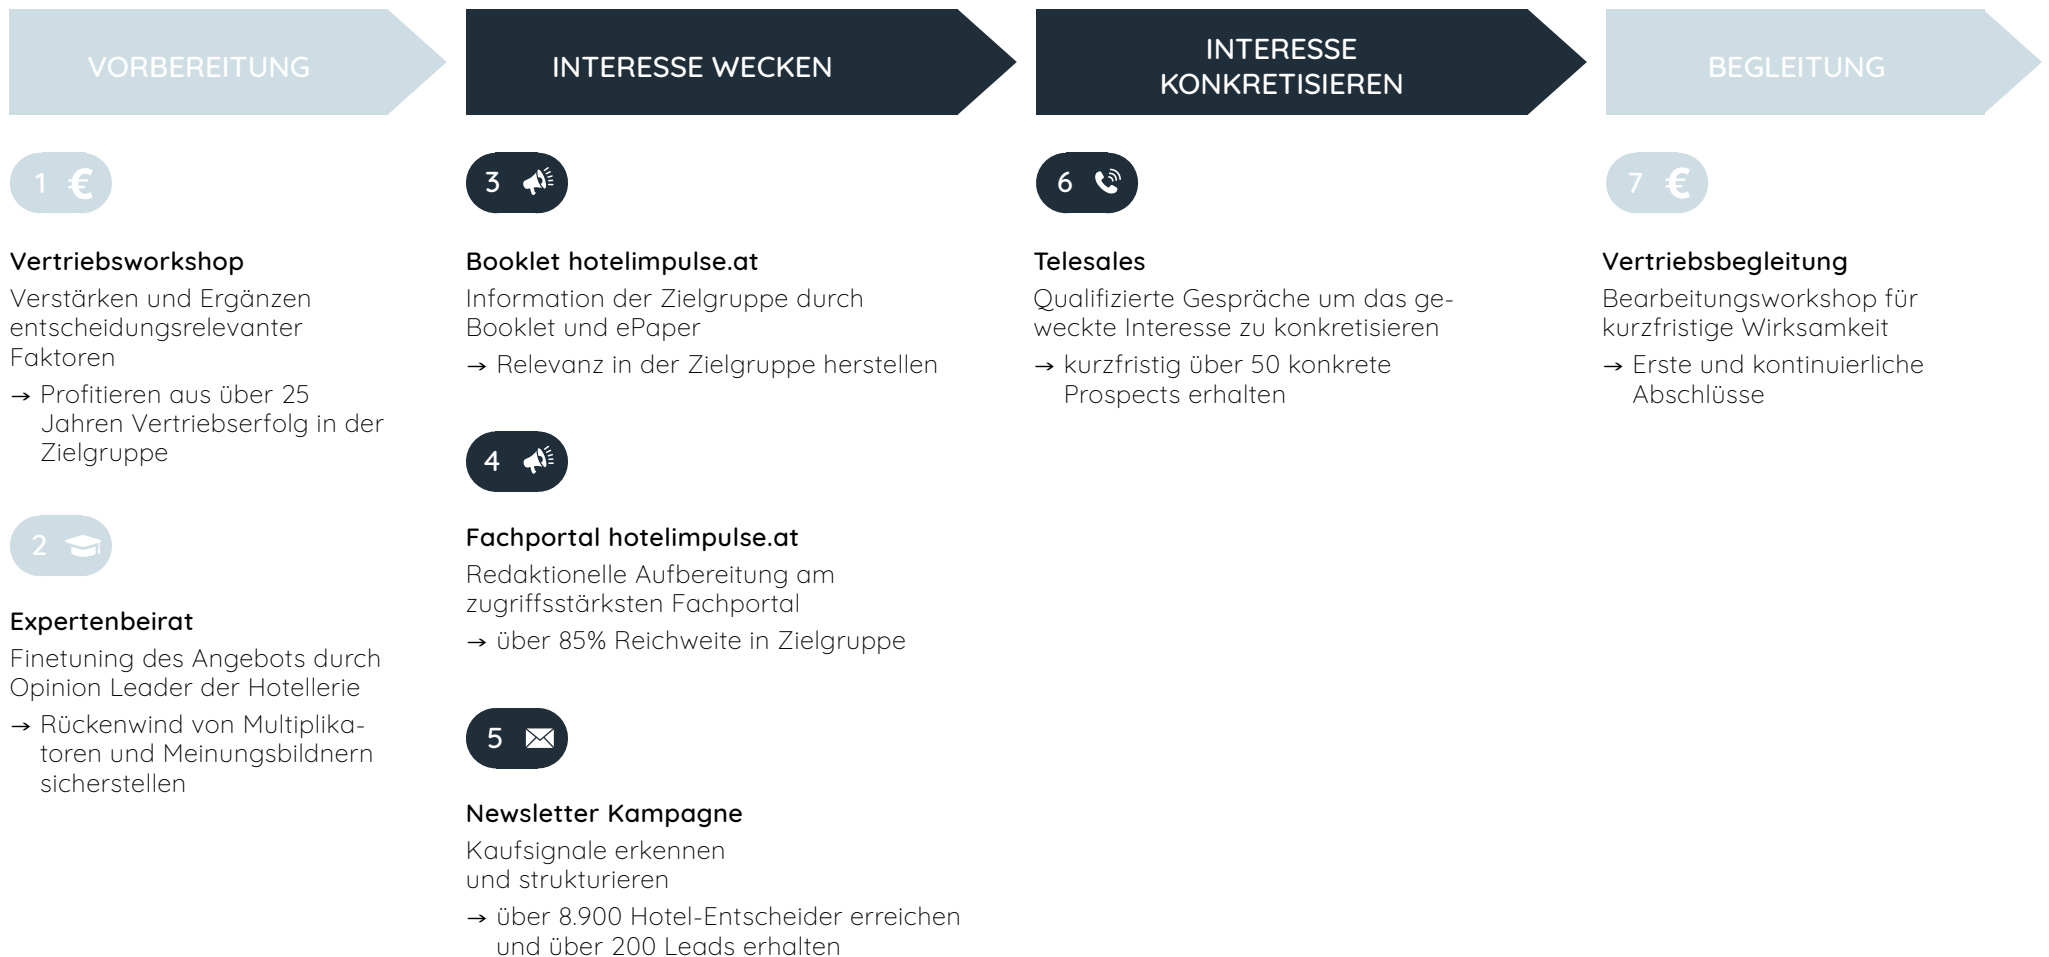 VORBEREITUNG
1 €
Vertriebsworkshop
Verstärken und Ergänzen
entscheidungsrelevanter
Faktoren
→ Profitieren aus über 25
Jahren Vertriebserfolg in der
Zielgruppe
2
Expertenbeirat
Finetuning des Angebots durch
Opinion Leader der Hotellerie
→ Rückenwind von Multiplika-
toren und Meinungsbildnern
sicherstellen
INTERESSE WECKEN
3
Booklet hotelimpulse.at
Information der Zielgruppe durch
Booklet und ePaper
→ Relevanz in der Zielgruppe herstellen
4
Fachportal hotelimpulse.at
Redaktionelle Aufbereitung am
zugriffsstärksten Fachportal
→ über 85% Reichweite in Zielgruppe
5
Newsletter Kampagne
Kaufsignale erkennen
und strukturieren
→ über 8.900 Hotel-Entscheider erreichen
und über 200 Leads erhalten
INTERESSE
KONKRETISIEREN
6
Telesales
Qualifizierte Gespräche um das ge-
weckte Interesse zu konkretisieren
→ kurzfristig über 50 konkrete
Prospects erhalten
BEGLEITUNG
7 €
Vertriebsbegleitung
Bearbeitungsworkshop für
kurzfristige Wirksamkeit
→ Erste und kontinuierliche
Abschlüsse